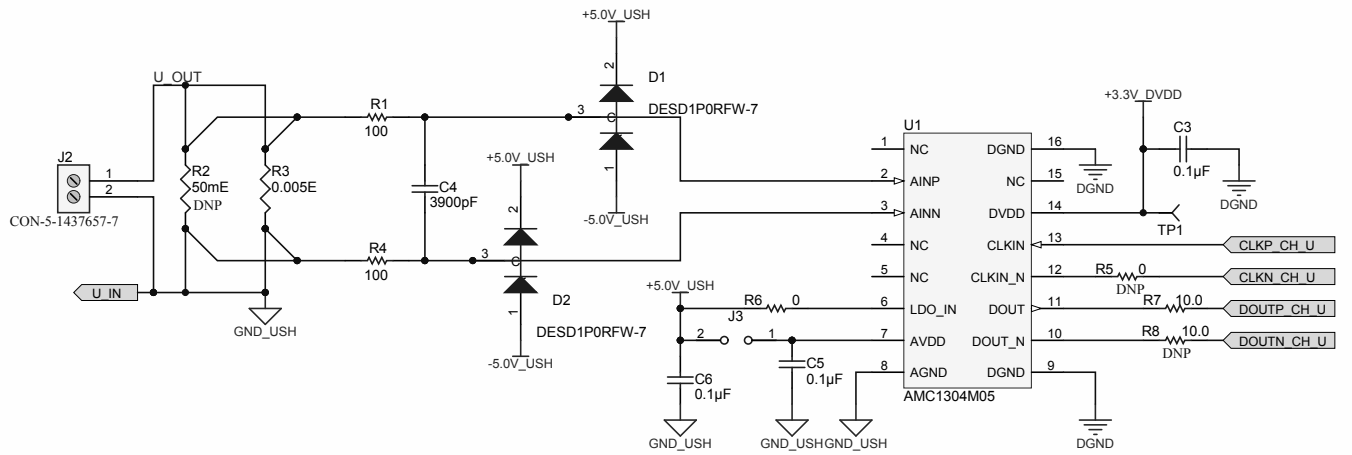 +5.0V_USH
2
D1
DESD1P0RFW-7
3
C
1
-5.0V_USH
U_OUT
J2
1
2
CON-5-1437657-7
R2
50mE
DNP
R3
0.005E
R1
100
C4
3900pF
R4
100
U_IN
GND_USH
+5.0V_USH
2
3
C
1
D2
DESD1P0RFW-7
-5.0V_USH
U1
1
NC
2
AINP
3
AINN
4
NC
5
NC
6
LDO_IN
7
AVDD
8
AGND
DGND
16
NC
15
DVDD
14
CLKIN
13
CLKIN_N
12
DOUT
11
DOUT_N
10
DGND
9
AMC1304M05
+5.0V_USH
R6
0
J3
2
1
C6
0.1µF
C5
0.1µF
GND_USH
GND_USH
GND_USH
+3.3V_DVDD
C3
0.1µF
DGND
DGND
TP1
CLKP_CH_U
R5
0
DNP
CLKN_CH_U
R7
10.0
DOUTP_CH_U
R8
10.0
DNP
DOUTN_CH_U
DGND